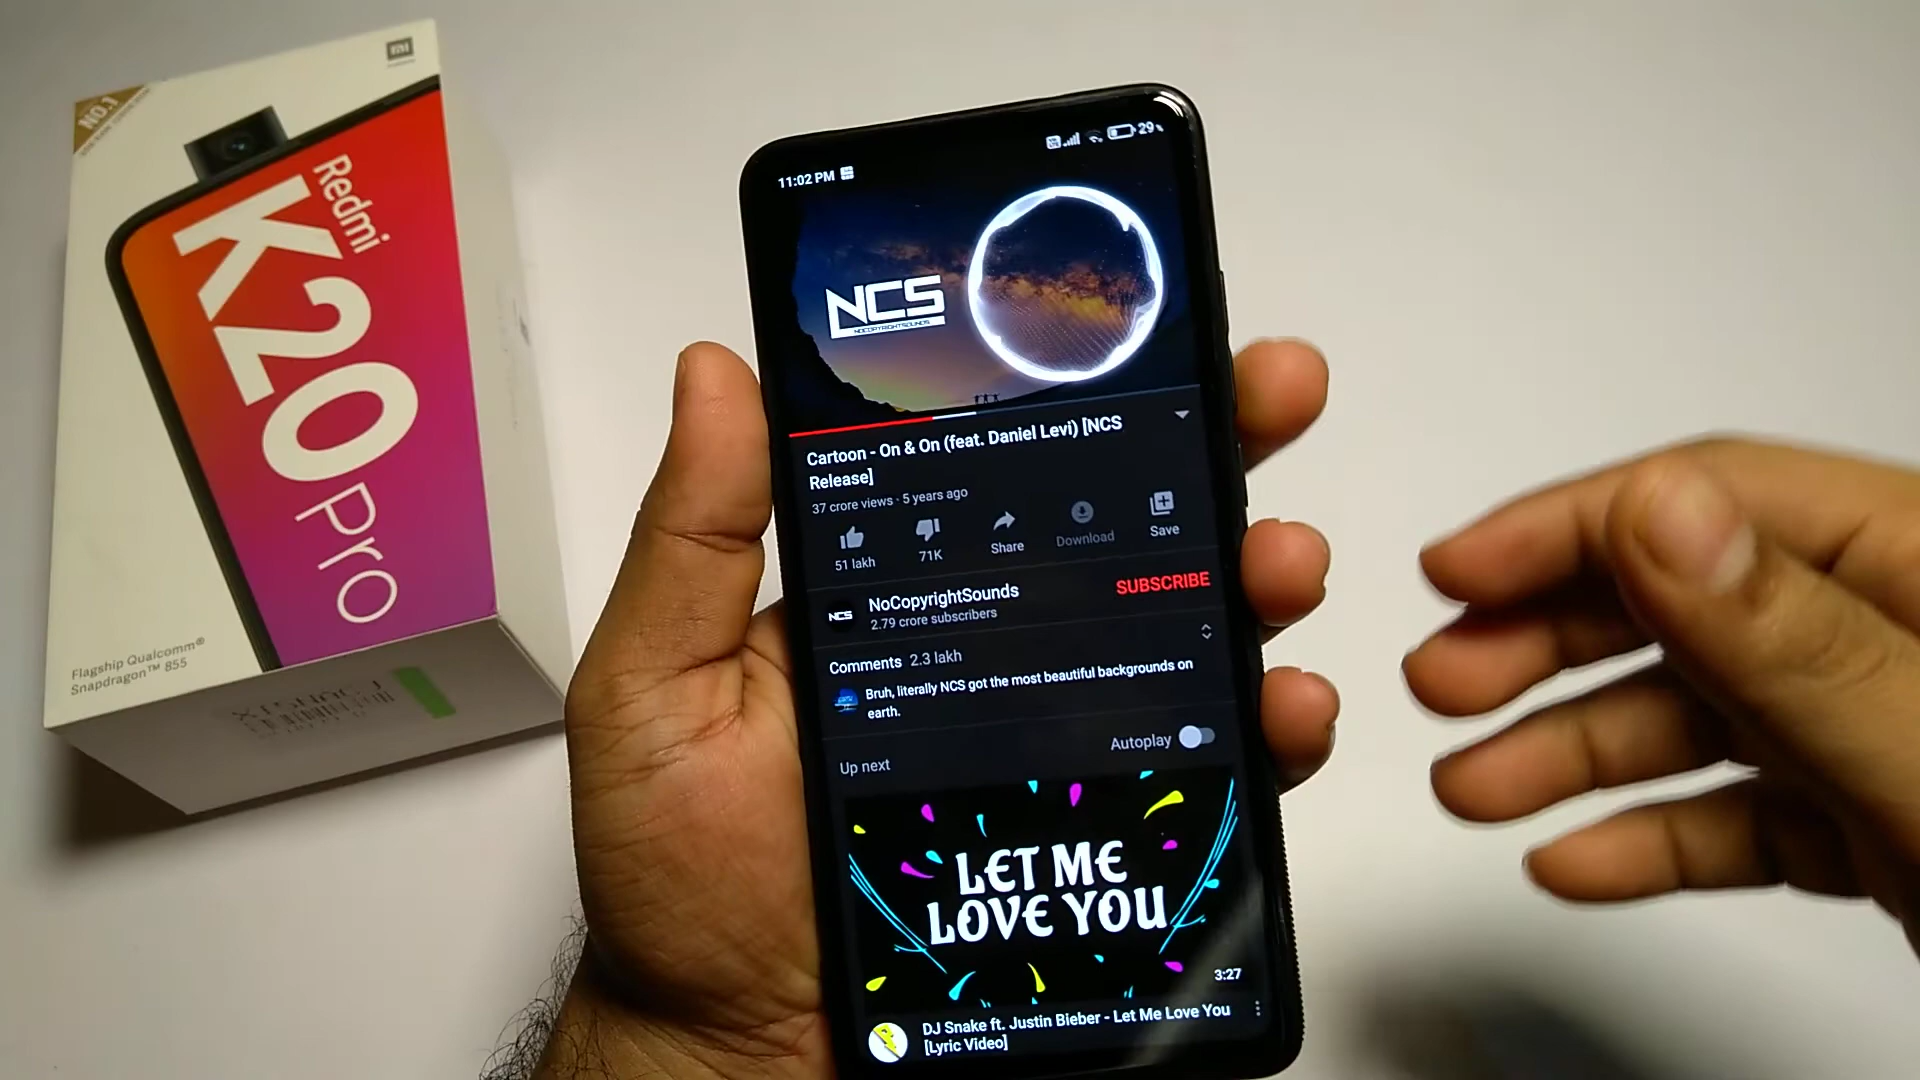 NO.1
Redmi
K20 Pro
Flagship Qualcomm®
Snapdragon™ 855
11:02 PM
29%
NCS
NOCOPYRIGHTSOUNDS
Cartoon - On & On (feat. Daniel Levi) [NCS
Release]
37 crore views · 5 years ago
51 lakh
71K
Share
Download
Save
NCS
NoCopyrightSounds
2.79 crore subscribers
SUBSCRIBE
Comments 2.3 lakh
Bruh, literally NCS got the most beautiful backgrounds on
earth.
Up next
Autoplay
LET ME
LOVE YOU
3:27
DJ Snake ft. Justin Bieber - Let Me Love You
[Lyric Video]